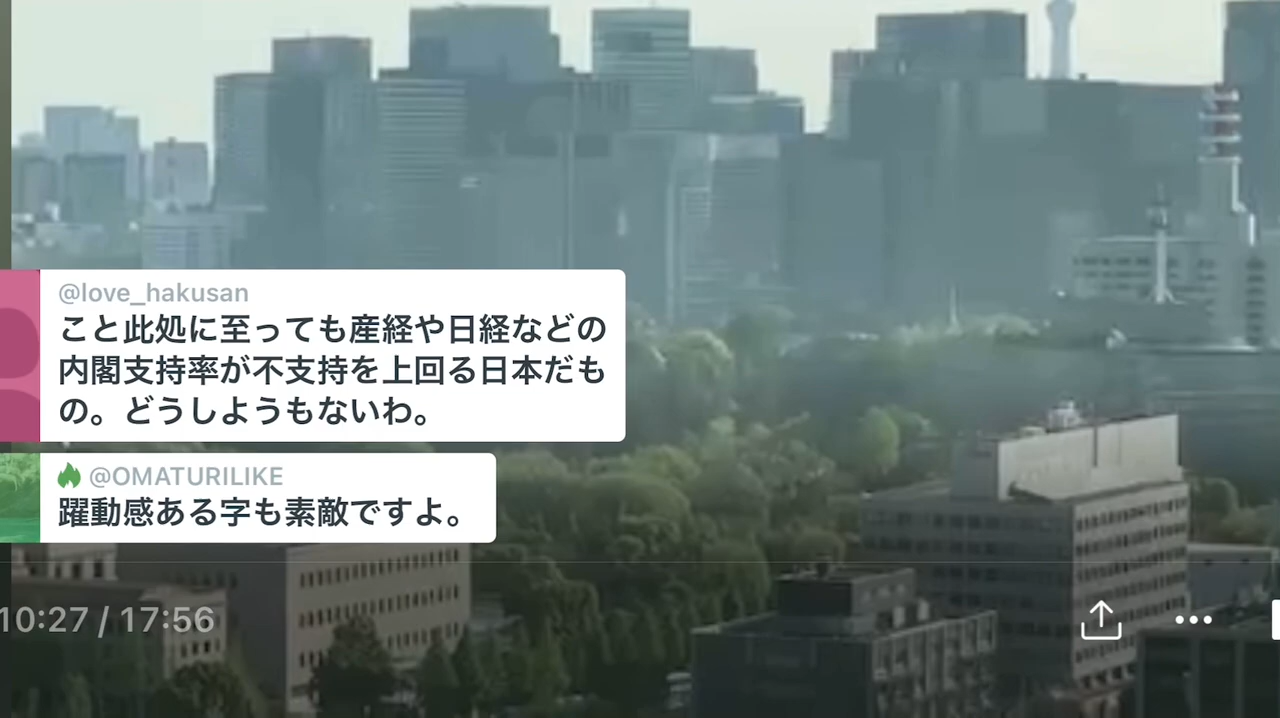 @love_hakusan
こと此処に至っても産経や日経などの
内閣支持率が不支持を上回る日本だも
の。どうしようもないわ。
@OMATURILIKE
躍動感ある字も素敵ですよ。
10:27 / 17:56